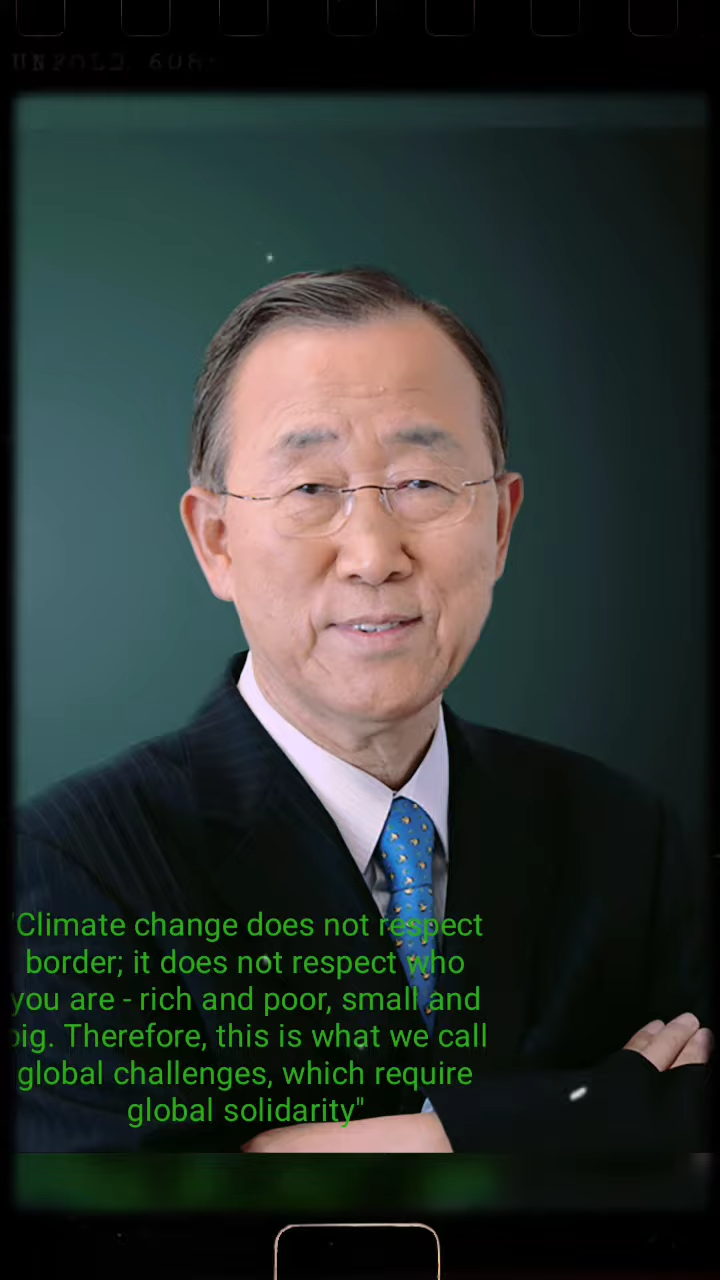 "Climate change does not respect
border; it does not respect who
you are - rich and poor, small and
big. Therefore, this is what we call
global challenges, which require
global solidarity"